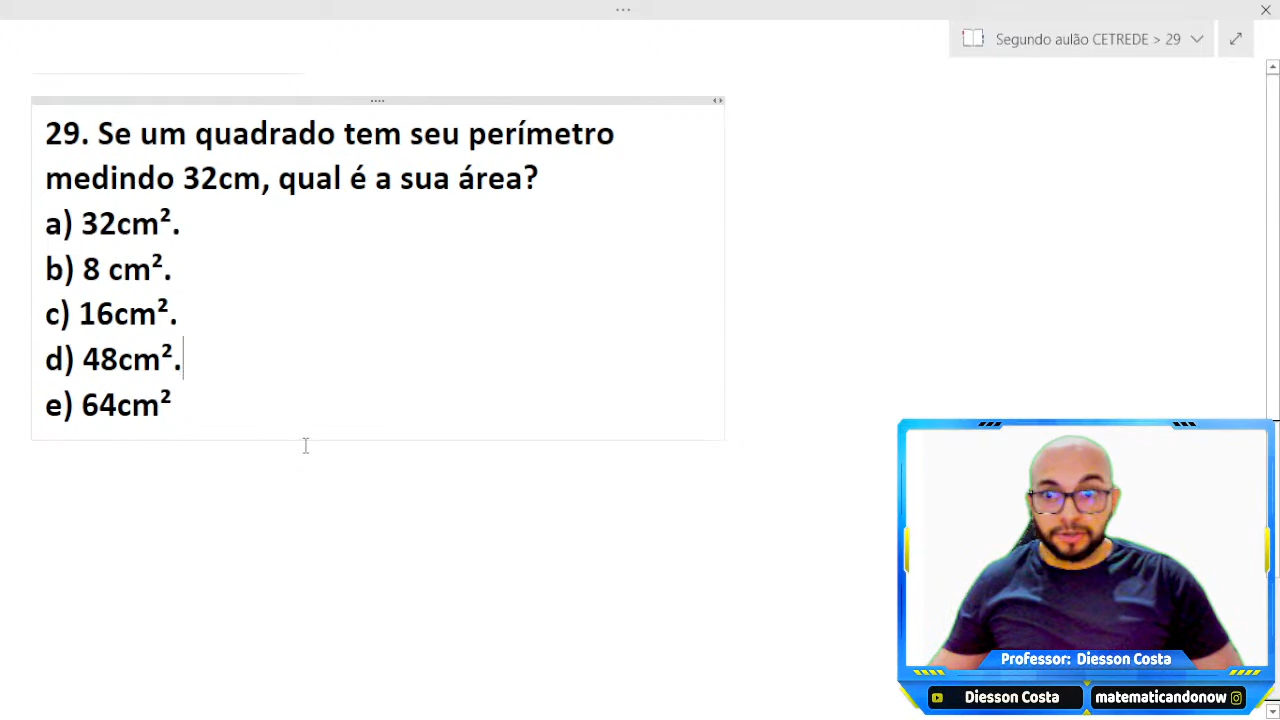 Segundo aulão CETREDE > 29
29. Se um quadrado tem seu perímetro
medindo 32cm, qual é a sua área?
a) 32cm².
b) 8 cm².
c) 16cm².
d) 48cm².
e) 64cm²
Professor: Diesson Costa
Diesson Costa
matematicandonow